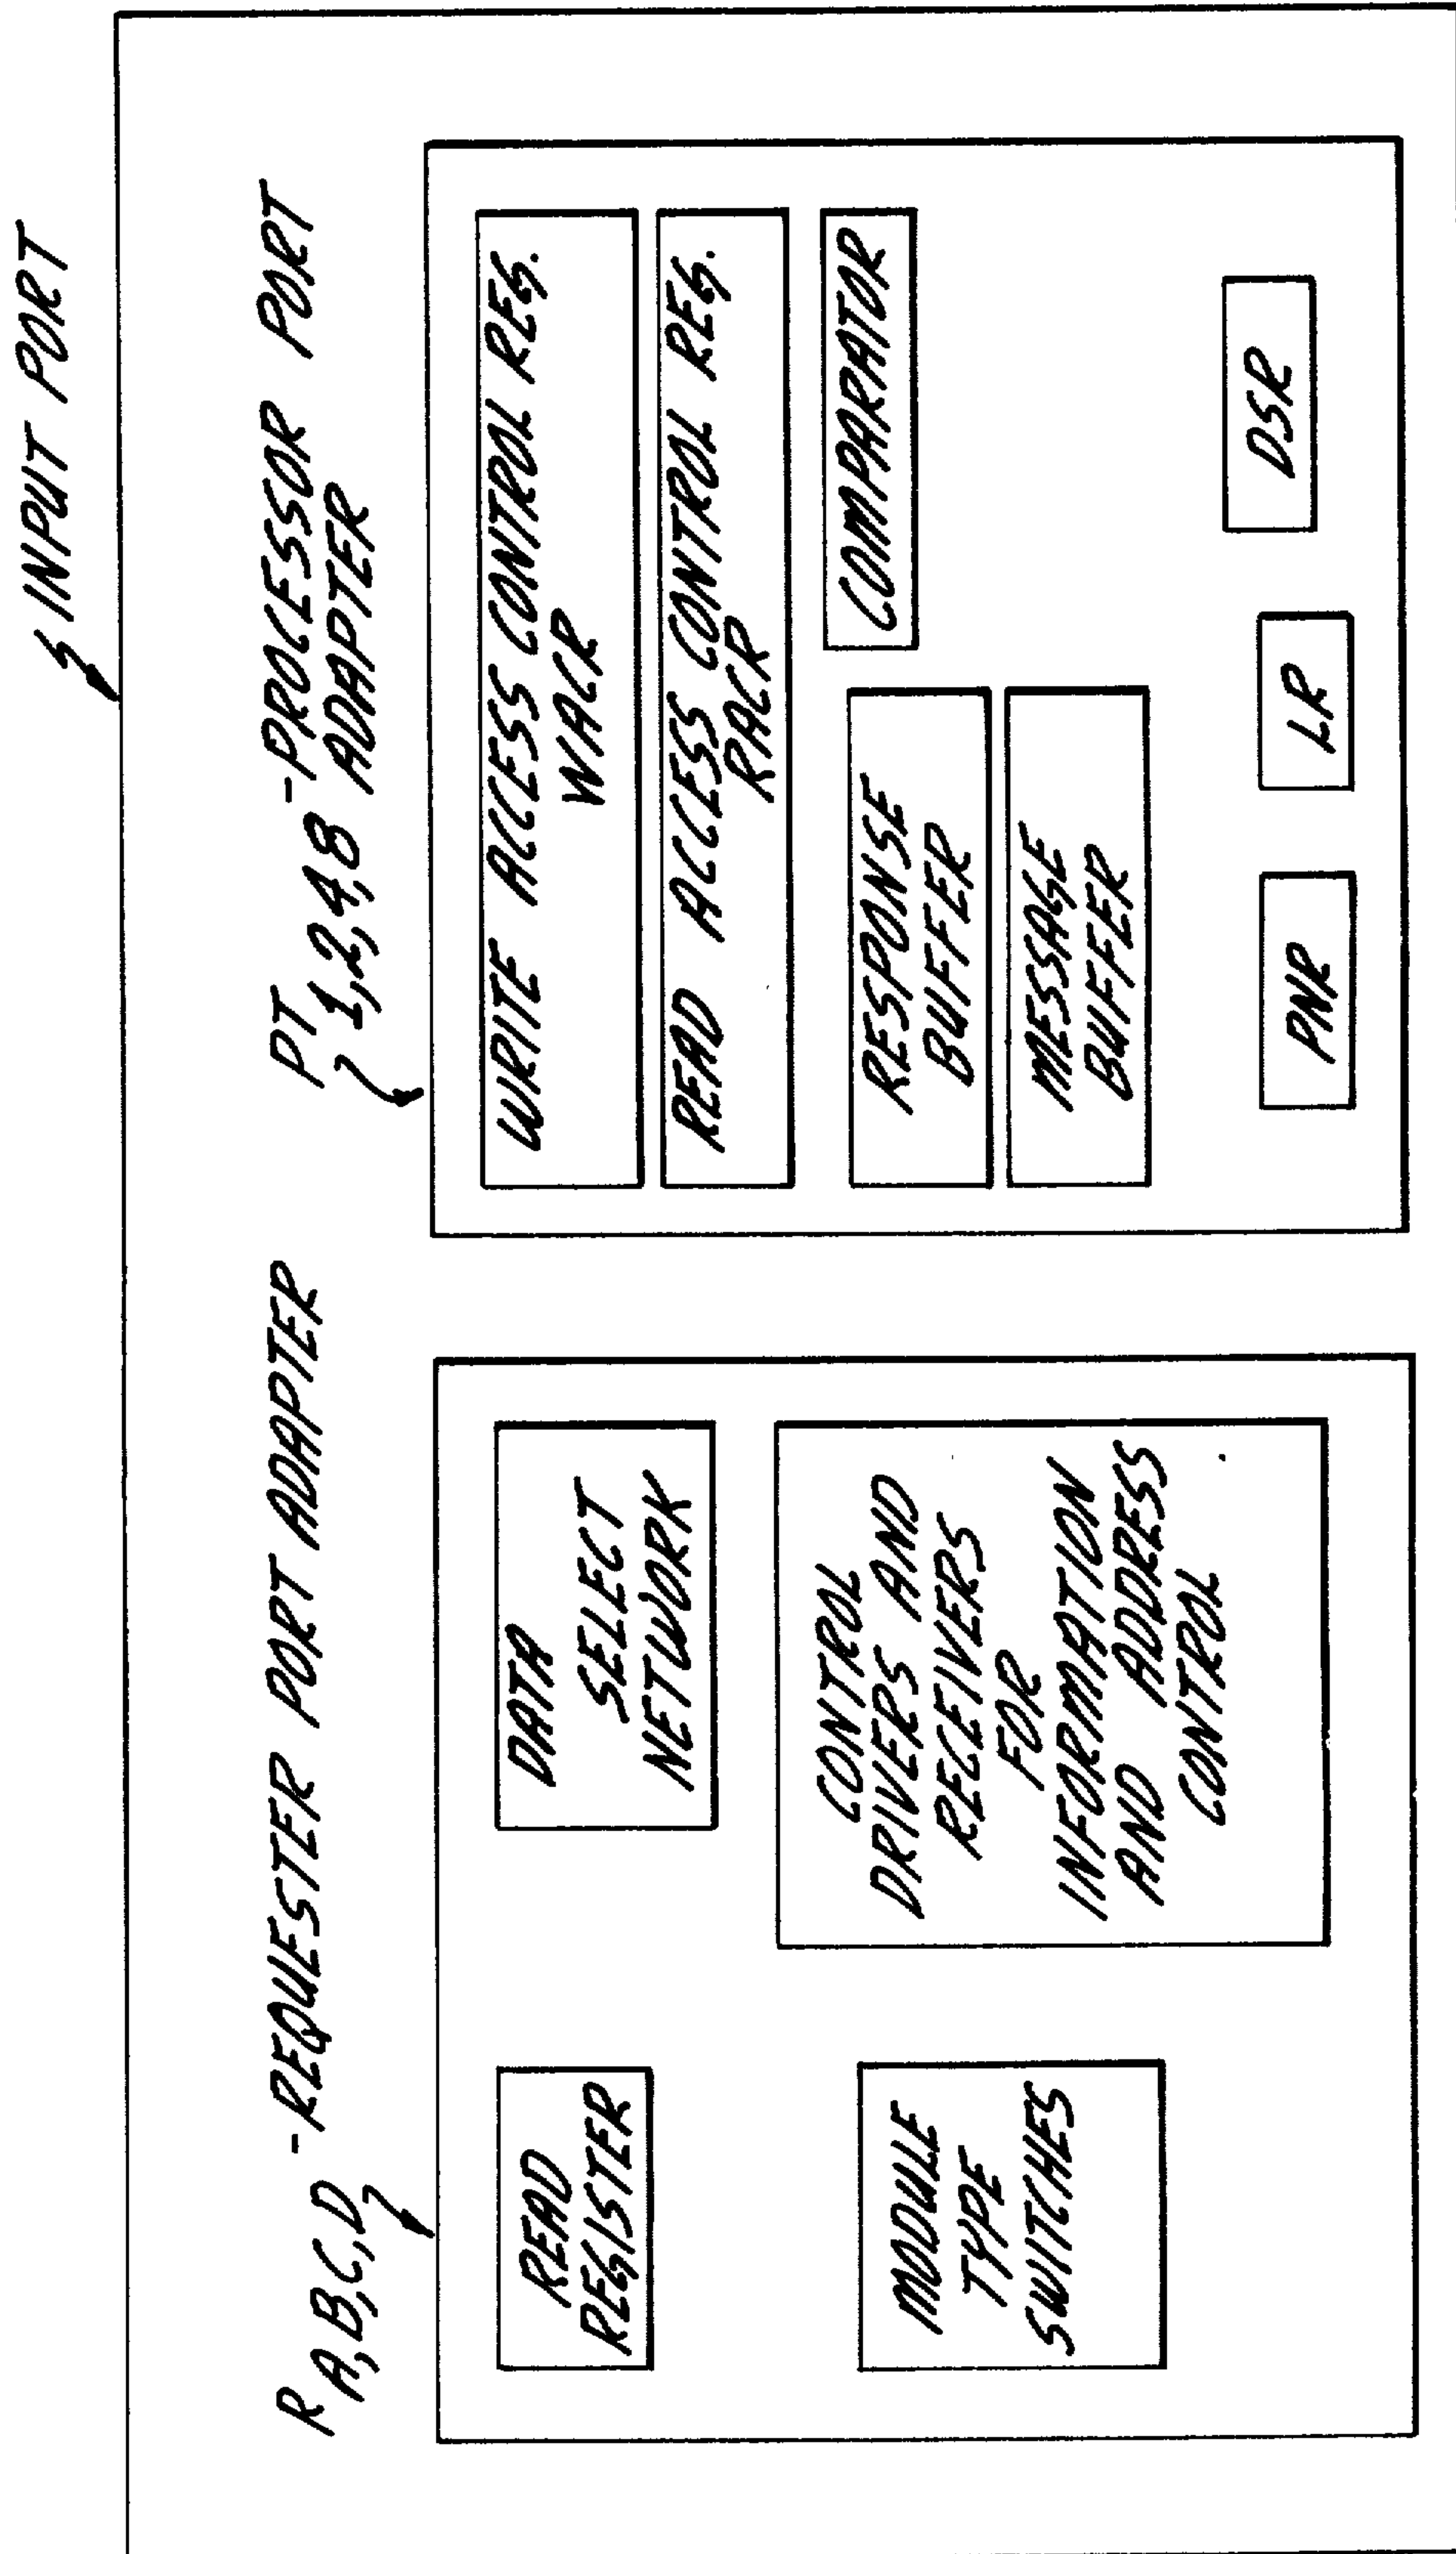 INPUT PORT
R A,B,C,D -REQUESTER PORT ADAPTER
READ
REGISTER
DATA
SELECT
NETWORK
MODULE
TYPE
SWITCHES
CONTROL
DRIVERS AND
RECEIVERS
FOR
INFORMATION
AND ADDRESS
CONTROL
PT 1,2,4,8 -PROCESSOR PORT
ADAPTER
WRITE ACCESS CONTROL REG.
WACR
READ ACCESS CONTROL REG.
RACR
RESPONSE
BUFFER
COMPARATOR
MESSAGE
BUFFER
PNR
LR
DSR